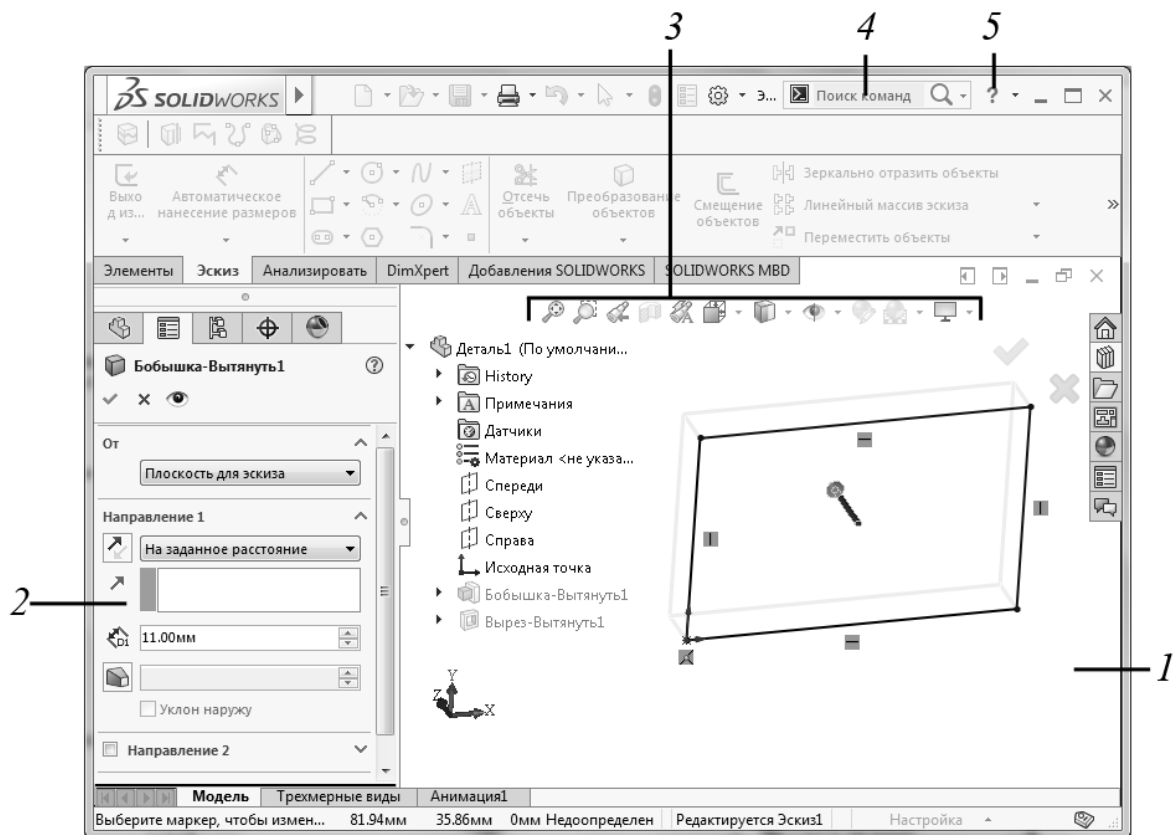 3 4 5
SOLIDWORKS Э... Поиск команд ?
Выхо д из...
Автоматическое нанесение размеров
Отсечь объекты
Преобразование объектов
Смещение объектов
Зеркально отразить объекты
Линейный массив эскиза
Переместить объекты
»
Элементы Эскиз Анализировать DimXpert Добавления SOLIDWORKS SOLIDWORKS MBD
Бобышка-Вытянуть1
От
Плоскость для эскиза
Направление 1
На заданное расстояние
2
D1 11.00мм
Уклон наружу
Направление 2
Деталь1 (По умолчани...
History
A Примечания
Датчики
Материал <не указа...
Спереди
Сверху
Справа
Исходная точка
Бобышка-Вытянуть1
Вырез-Вытянуть1
Y
Z
X
1
Модель Трехмерные виды Анимация1
Выберите маркер, чтобы измен... 81.94мм 35.86мм 0мм Недоопределен Редактируется Эскиз1 Настройка